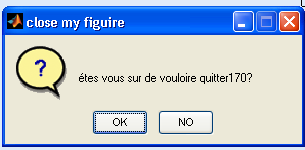 close my figuire
?
étes vous sur de vouloire quitter170?
OK
NO